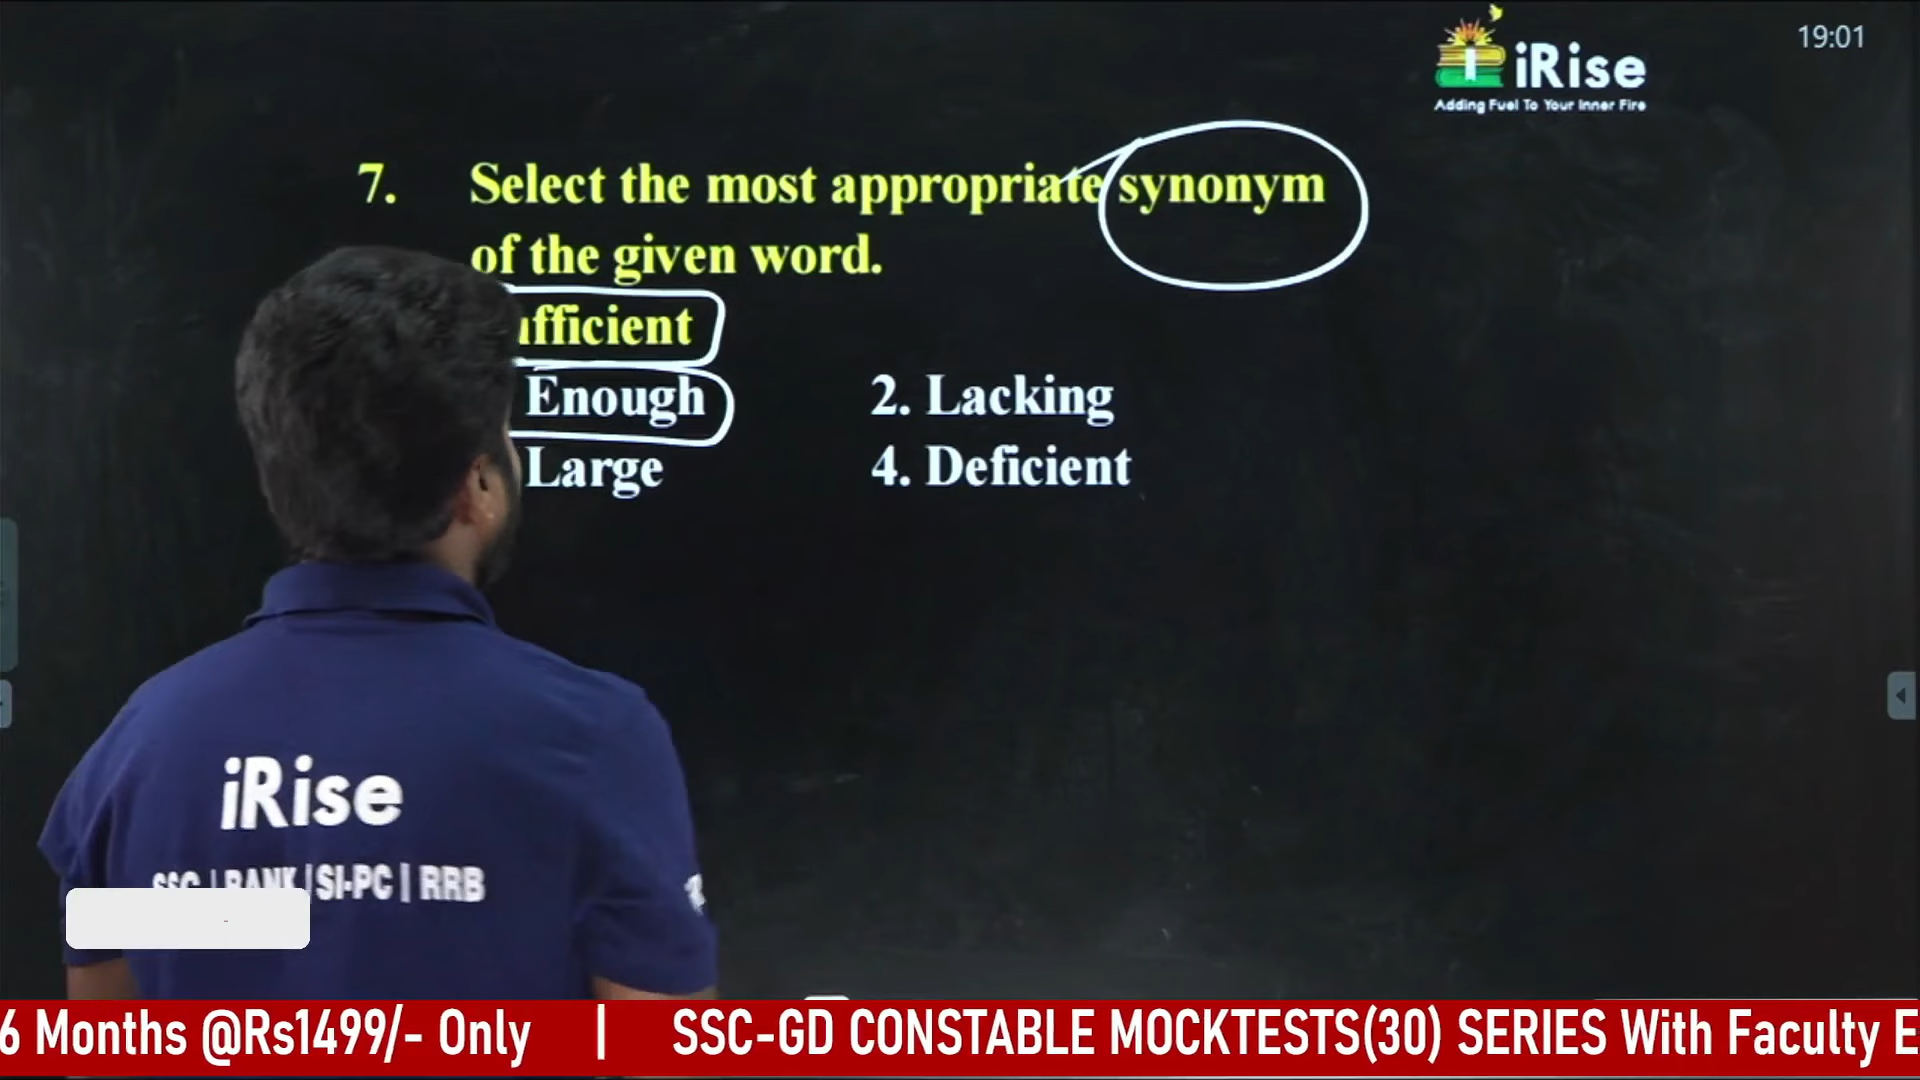 iRise
Adding Fuel To Your Inner Fire
19:01
7. Select the most appropriate synonym
of the given word.
ufficient
Enough 2. Lacking
Large 4. Deficient
iRise
SSC | BANK | SI-PC | RRB
6 Months @Rs1499/- Only | SSC-GD CONSTABLE MOCKTESTS(30) SERIES With Faculty E